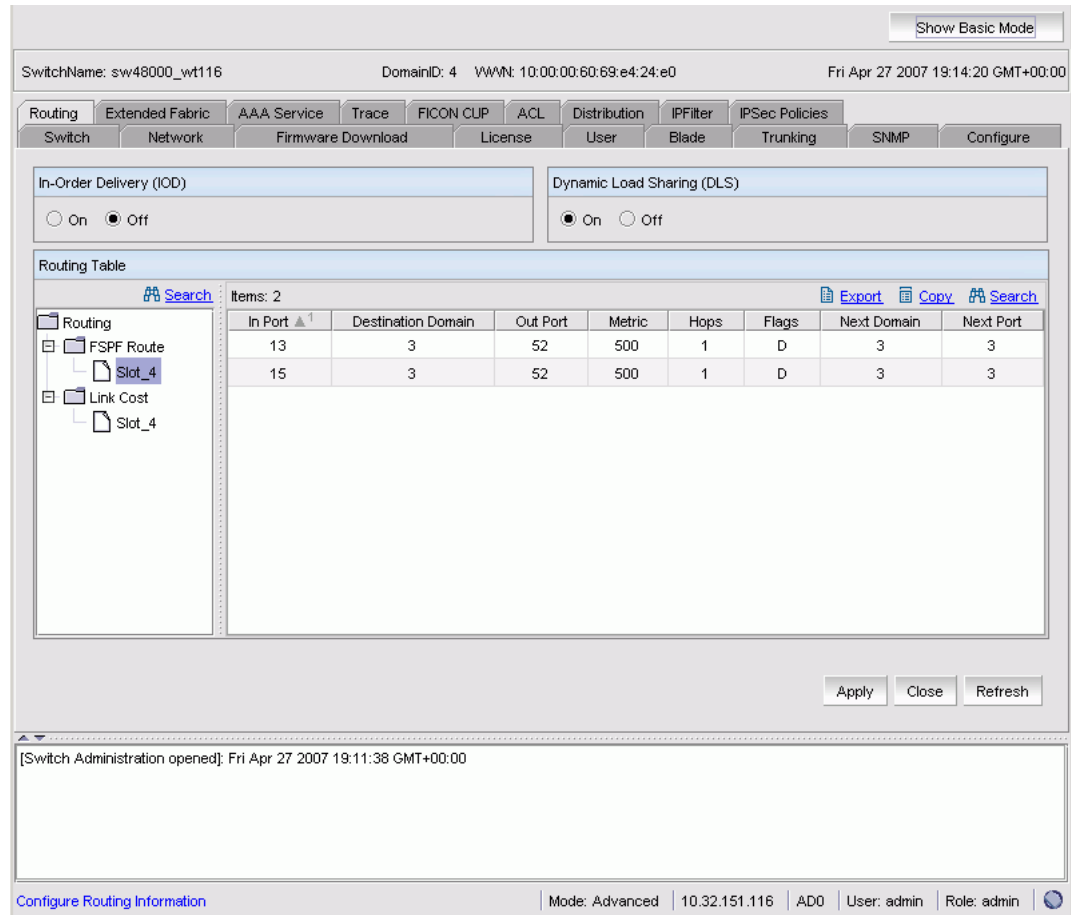 Show Basic Mode
SwitchName: sw48000_wt116 DomainID: 4 WWN: 10:00:00:60:69:e4:24:e0 Fri Apr 27 2007 19:14:20 GMT+00:00
Routing Extended Fabric AAA Service Trace FICON CUP ACL Distribution IPFilter IPSec Policies
Switch Network Firmware Download License User Blade Trunking SNMP Configure
In-Order Delivery (IOD) Dynamic Load Sharing (DLS)
On Off On Off
Routing Table
Search Items: 2 Export Copy Search
Routing In Port 1 Destination Domain Out Port Metric Hops Flags Next Domain Next Port
FSPF Route 13 3 52 500 1 D 3 3
Slot_4 15 3 52 500 1 D 3 3
Link Cost
Slot_4
Apply Close Refresh
[Switch Administration opened]: Fri Apr 27 2007 19:11:38 GMT+00:00
Configure Routing Information Mode: Advanced 10.32.151.116 AD0 User: admin Role: admin